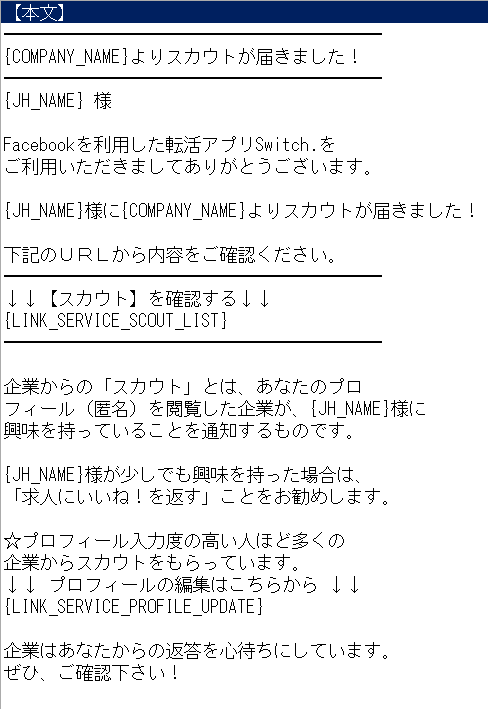 【本文】
{COMPANY_NAME}よりスカウトが届きました！
{JH_NAME} 様
Facebookを利用した転活アプリSwitch.を
ご利用いただきましてありがとうございます。
{JH_NAME}様に{COMPANY_NAME}よりスカウトが届きました！
下記のＵＲＬから内容をご確認ください。
↓↓【スカウト】を確認する↓↓
{LINK_SERVICE_SCOUT_LIST}
企業からの「スカウト」とは、あなたのプロ
フィール（匿名）を閲覧した企業が、{JH_NAME}様に
興味を持っていることを通知するものです。
{JH_NAME}様が少しでも興味を持った場合は、
「求人にいいね！を返す」ことをお勧めします。
☆プロフィール入力度の高い人ほど多くの
企業からスカウトをもらっています。
↓↓ プロフィールの編集はこちらから ↓↓
{LINK_SERVICE_PROFILE_UPDATE}
企業はあなたからの返答を心待ちにしています。
ぜひ、ご確認下さい！